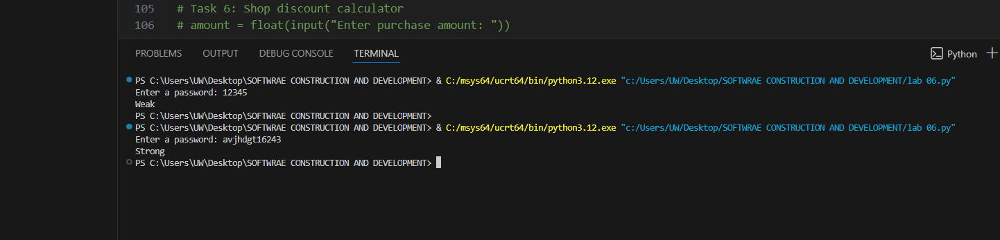 105 # Task 6: Shop discount calculator
106 # amount = float(input("Enter purchase amount: "))
PROBLEMS OUTPUT DEBUG CONSOLE TERMINAL Python
PS C:\Users\UW\Desktop\SOFTWRAE CONSTRUCTION AND DEVELOPMENT> & C:/msys64/ucrt64/bin/python3.12.exe "c:/Users/UW/Desktop/SOFTWRAE CONSTRUCTION AND DEVELOPMENT/lab 06.py"
Enter a password: 12345
Weak
PS C:\Users\UW\Desktop\SOFTWRAE CONSTRUCTION AND DEVELOPMENT>
PS C:\Users\UW\Desktop\SOFTWRAE CONSTRUCTION AND DEVELOPMENT> & C:/msys64/ucrt64/bin/python3.12.exe "c:/Users/UW/Desktop/SOFTWRAE CONSTRUCTION AND DEVELOPMENT/lab 06.py"
Enter a password: avjhdgt16243
Strong
PS C:\Users\UW\Desktop\SOFTWRAE CONSTRUCTION AND DEVELOPMENT>